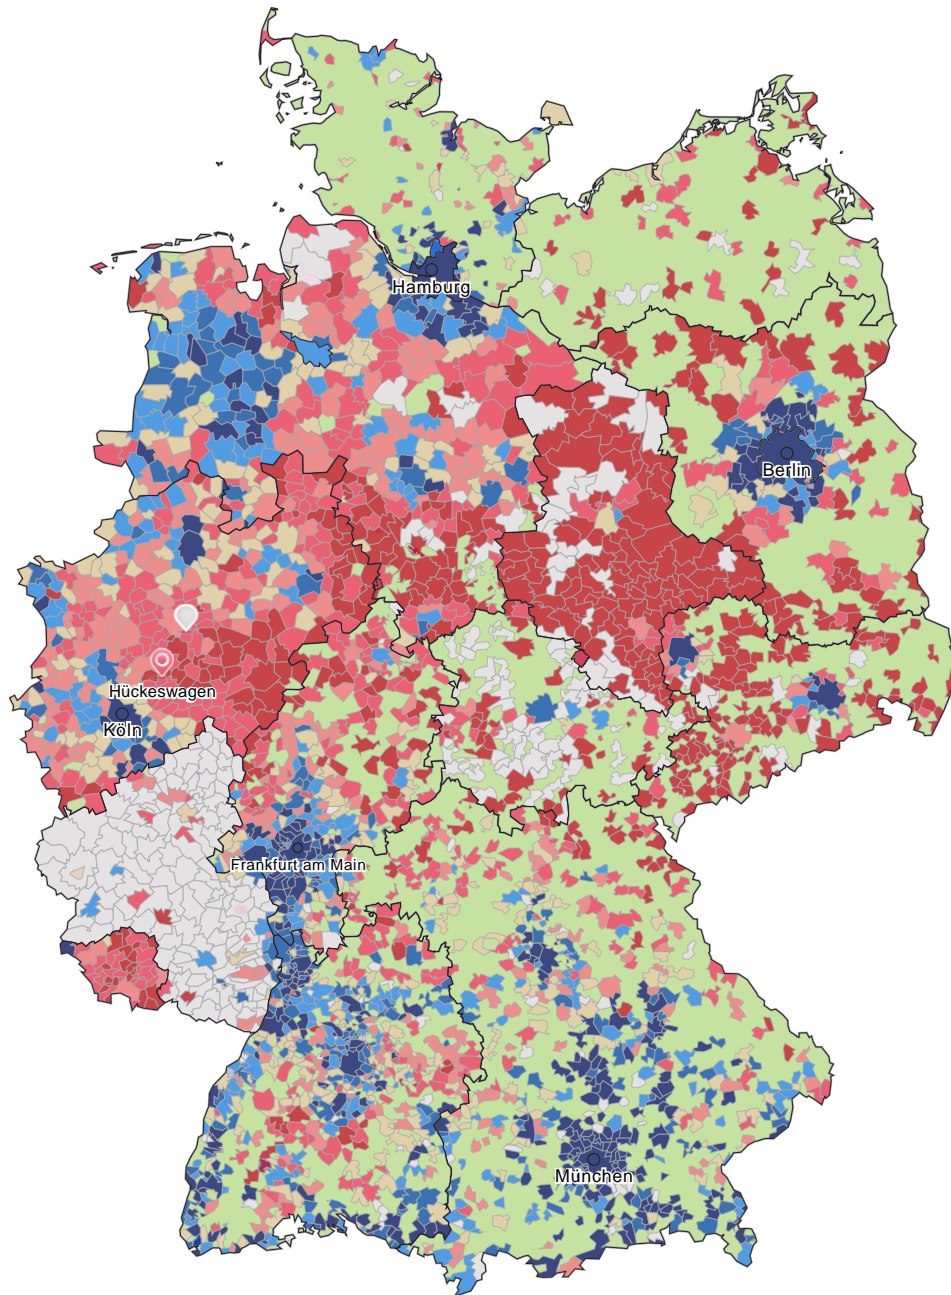 Hamburg
Berlin
Hückeswagen
Köln
Frankfurt am Main
München